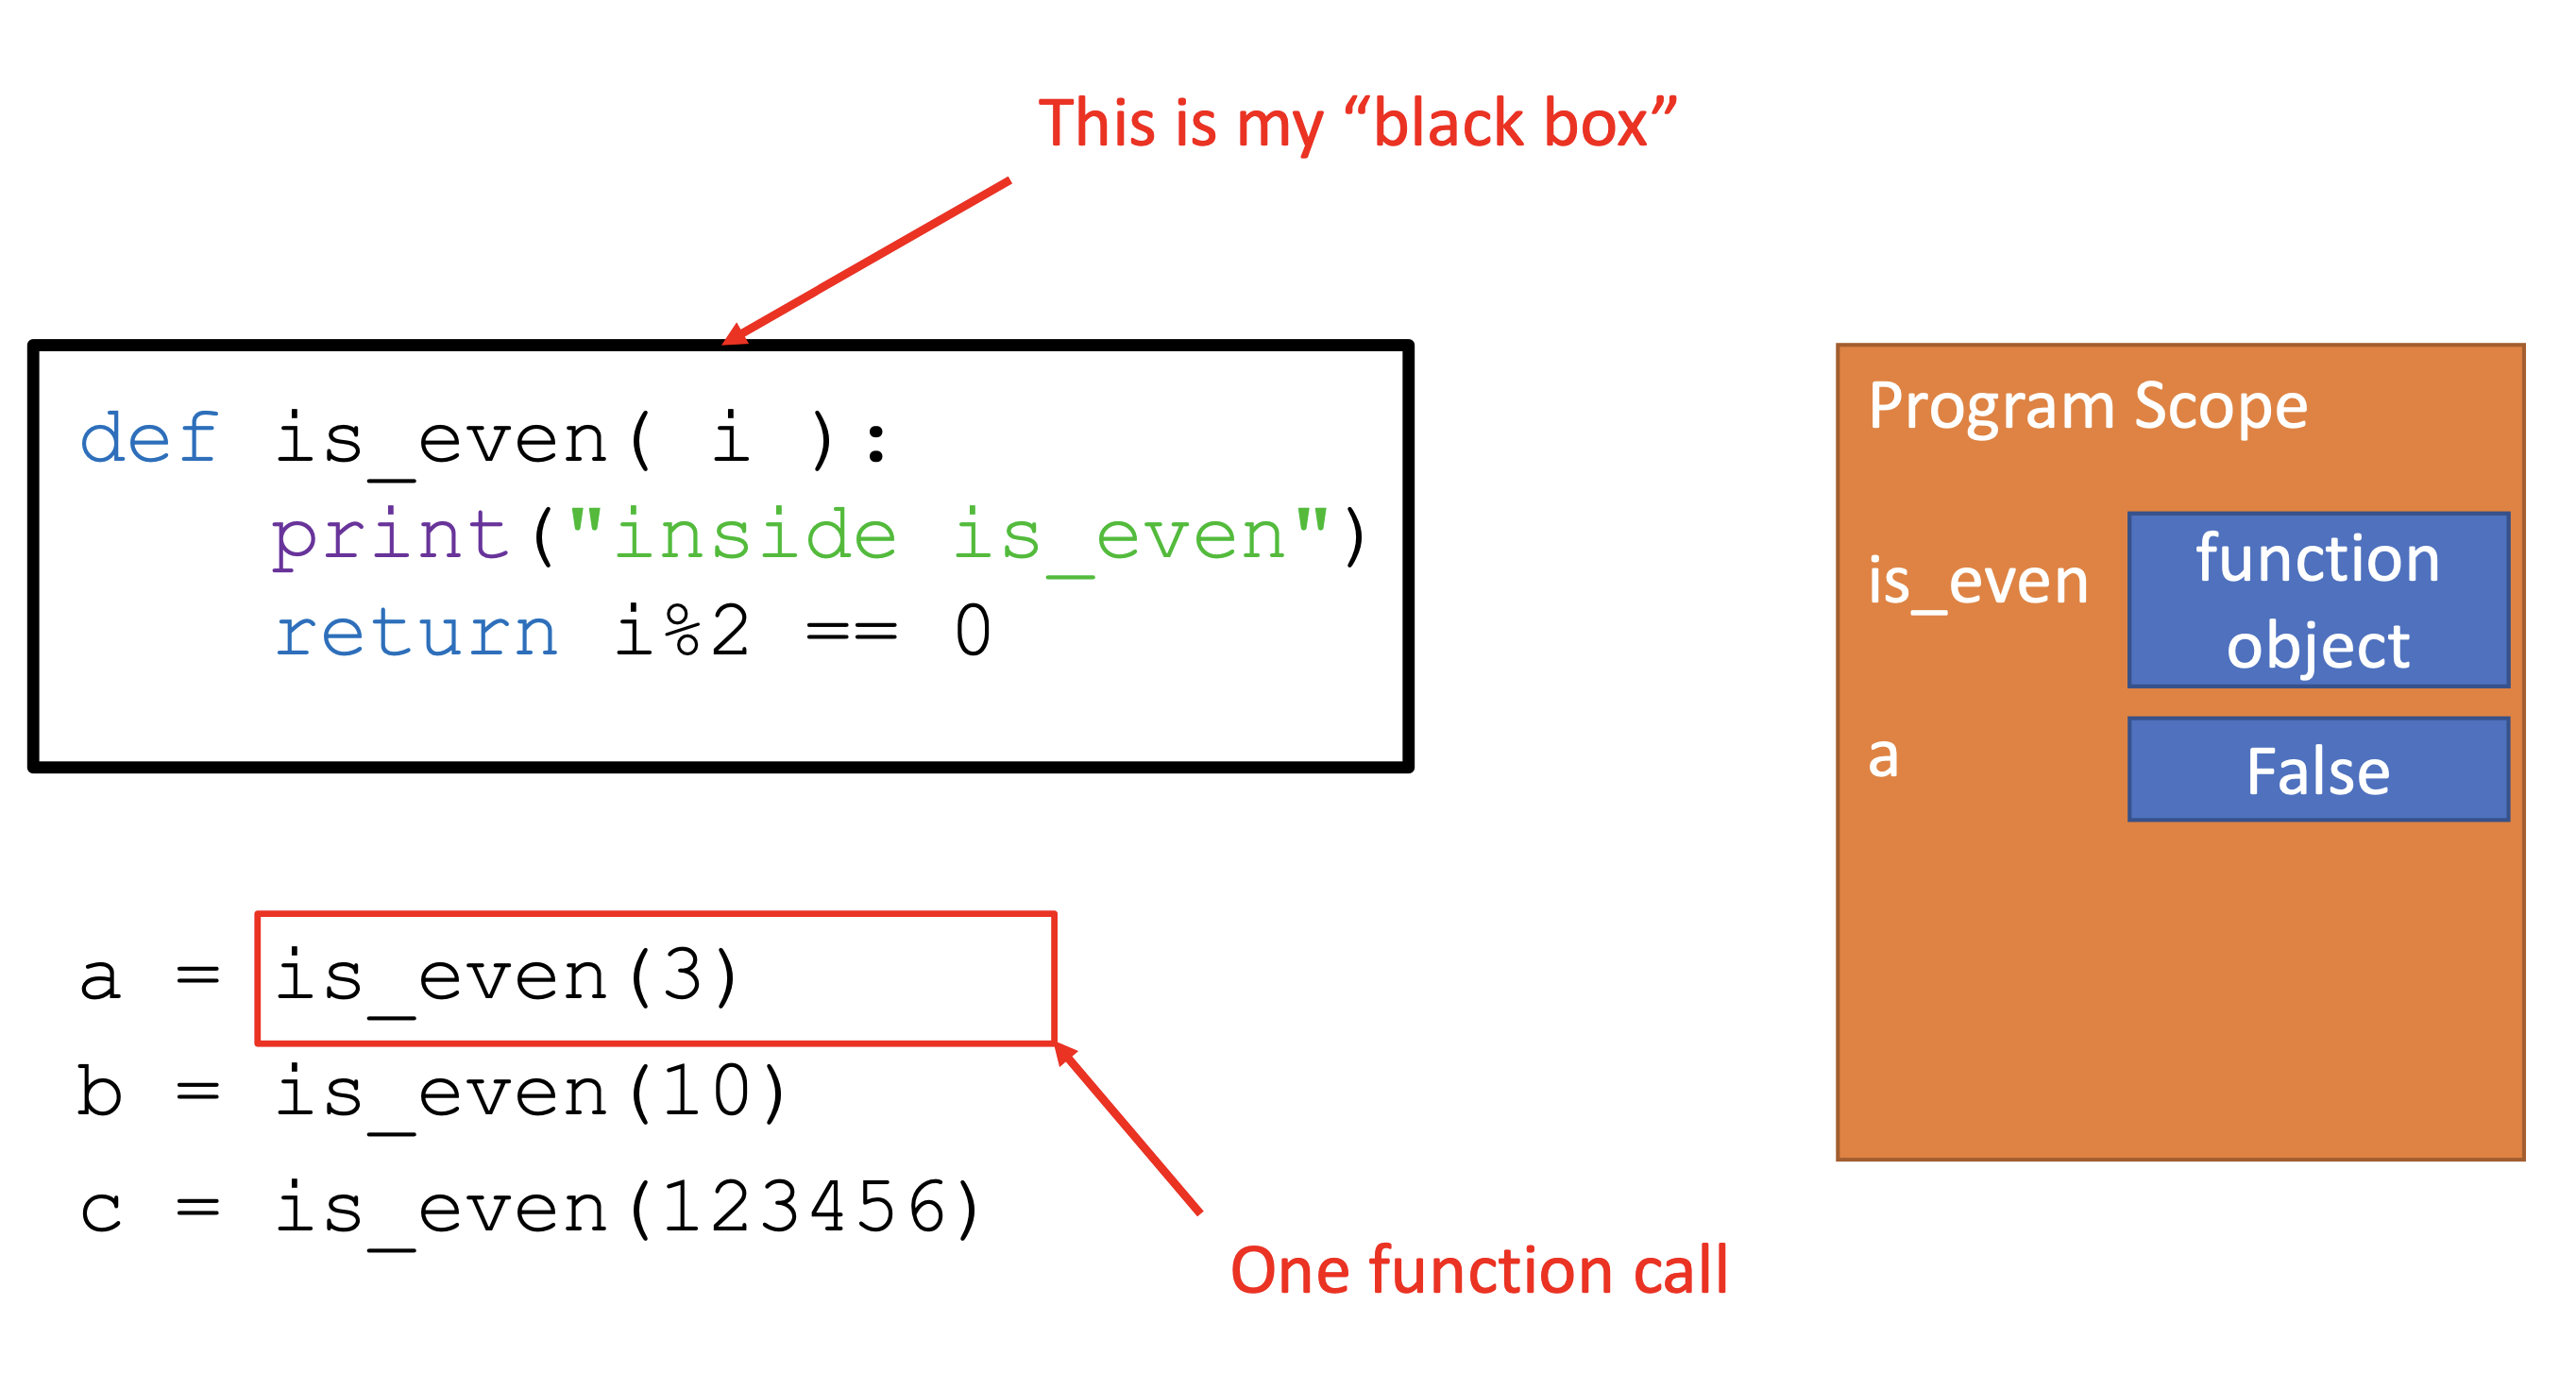 This is my “black box”
def is_even( i ):
    print("inside is_even")
    return i%2 == 0
a = is_even(3)
b = is_even(10)
c = is_even(123456)
One function call
Program Scope
is_even
function
object
a
False